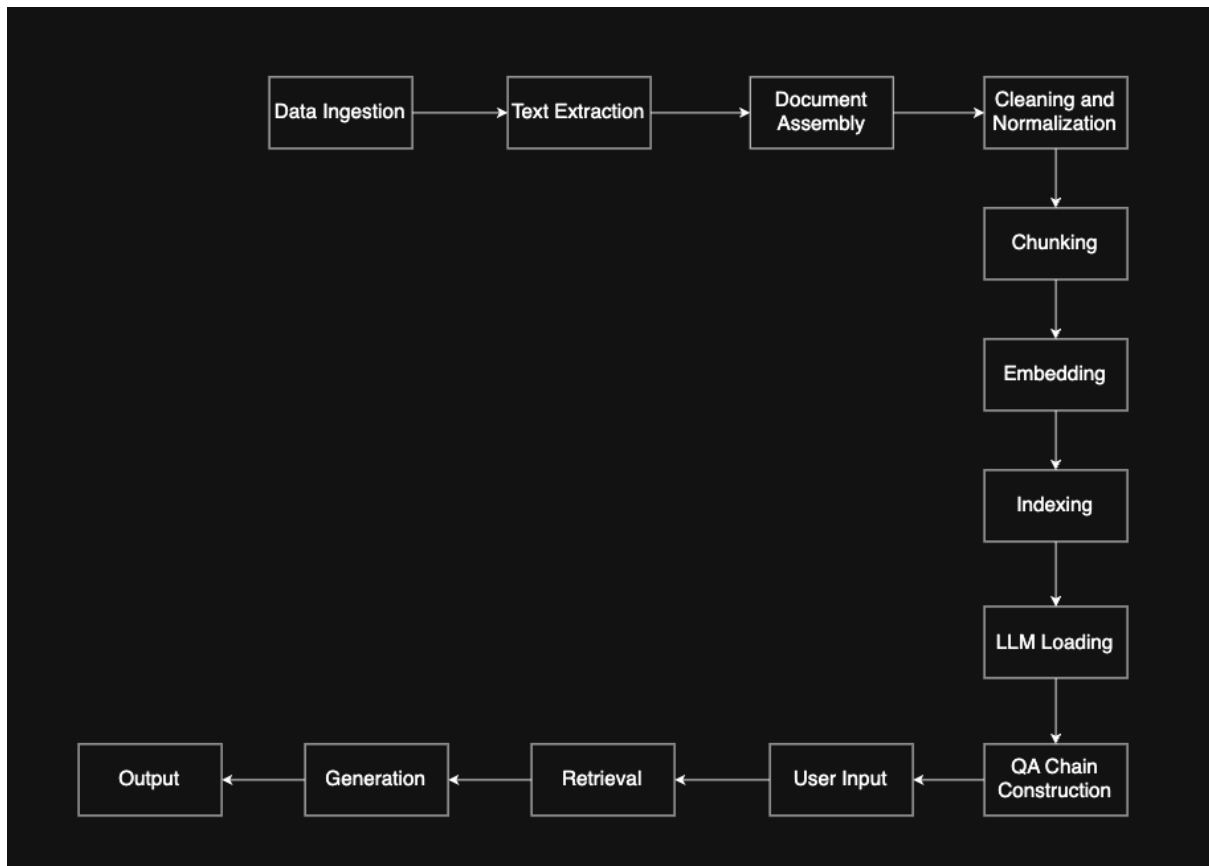 Data Ingestion
Text Extraction
Document
Assembly
Cleaning and
Normalization
Chunking
Embedding
Indexing
LLM Loading
QA Chain
Construction
User Input
Retrieval
Generation
Output